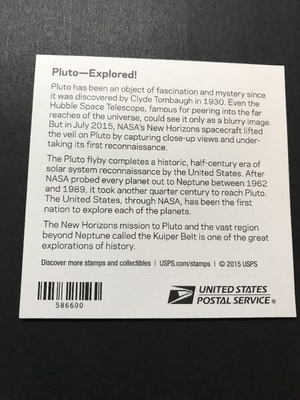 Pluto—Explored!
Pluto has been an object of fascination and mystery since
it was discovered by Clyde Tombaugh in 1930. Even the
Hubble Space Telescope, famous for peering into the far
reaches of the universe, could see it only as a blurry image.
But in July 2015, NASA's New Horizons spacecraft lifted
the veil on Pluto by capturing close-up views and under-
taking its first reconnaissance.
The Pluto flyby completes a historic, half-century era of
solar system reconnaissance by the United States. After
NASA probed every planet out to Neptune between 1962
and 1989, it took another quarter century to reach Pluto.
The United States, through NASA, has been the first
nation to explore each of the planets.
The New Horizons mission to Pluto and the vast region
beyond Neptune called the Kuiper Belt is one of the great
explorations of history.
Discover more stamps and collectibles | USPS.com/stamps | © 2015 USPS
586600
UNITED STATES
POSTAL SERVICE ®